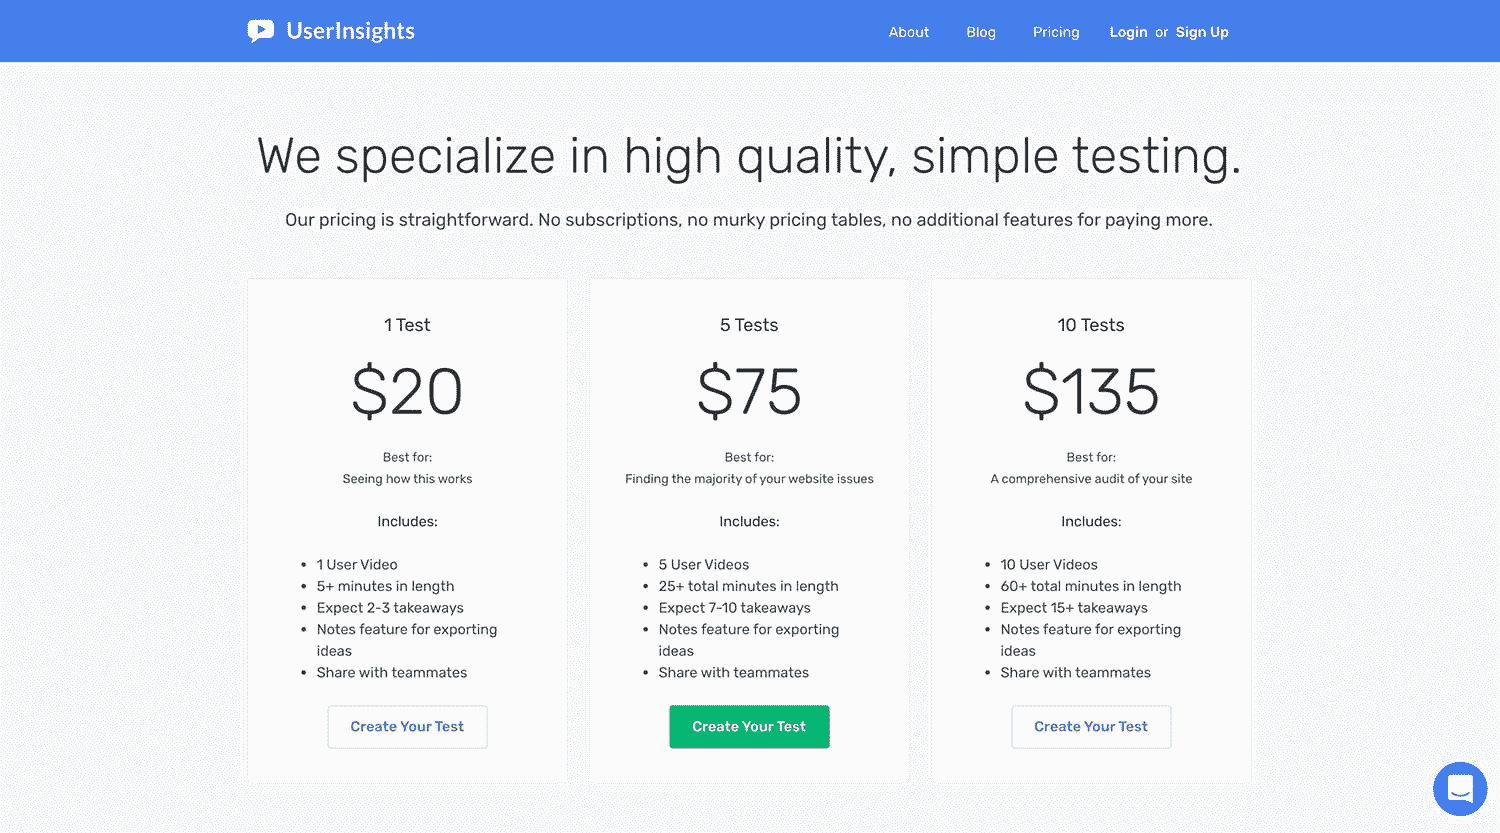 UserInsights
About Blog Pricing Login or Sign Up
We specialize in high quality, simple testing.
Our pricing is straightforward. No subscriptions, no murky pricing tables, no additional features for paying more.
1 Test
$20
Best for:
Seeing how this works
Includes:
• 1 User Video
• 5+ minutes in length
• Expect 2-3 takeaways
• Notes feature for exporting
ideas
• Share with teammates
Create Your Test
5 Tests
$75
Best for:
Finding the majority of your website issues
Includes:
• 5 User Videos
• 25+ total minutes in length
• Expect 7-10 takeaways
• Notes feature for exporting
ideas
• Share with teammates
Create Your Test
10 Tests
$135
Best for:
A comprehensive audit of your site
Includes:
• 10 User Videos
• 60+ total minutes in length
• Expect 15+ takeaways
• Notes feature for exporting
ideas
• Share with teammates
Create Your Test